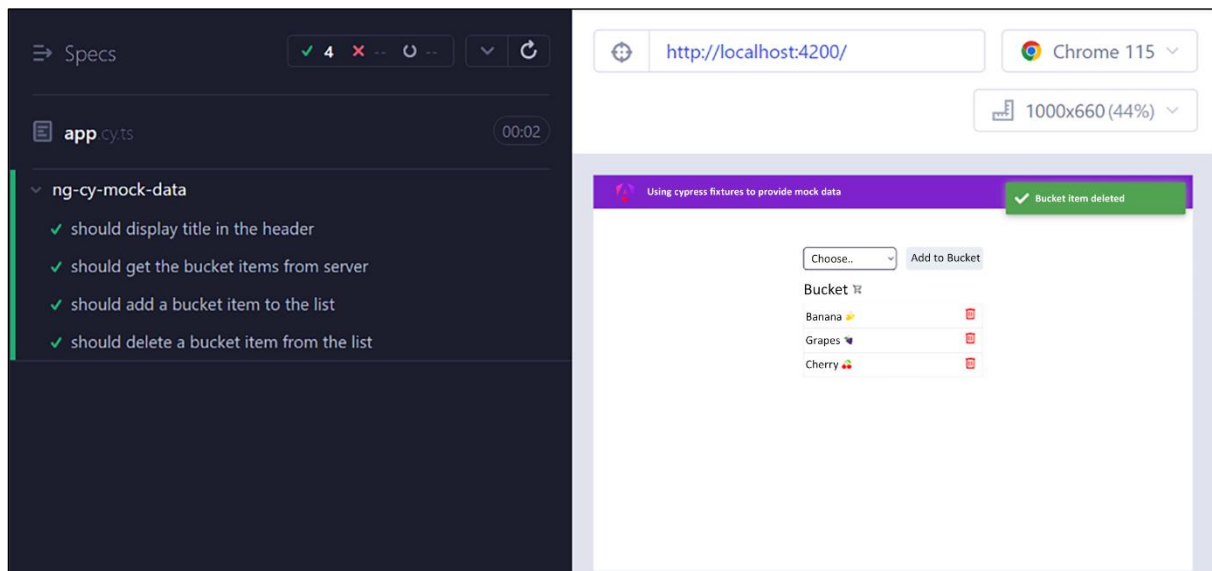 Specs
4 -- --
app.cy.ts
00:02
ng-cy-mock-data
should display title in the header
should get the bucket items from server
should add a bucket item to the list
should delete a bucket item from the list
http://localhost:4200/
Chrome 115
1000x660 (44%)
Using cypress fixtures to provide mock data
Bucket item deleted
Choose..
Add to Bucket
Bucket
Banana
Grapes
Cherry